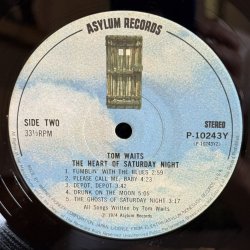 ASYLUM RECORDS
SIDE TWO
33⅓RPM
STEREO
P-10243Y
(P-10243Y2)
TOM WAITS
THE HEART OF SATURDAY NIGHT
1. FUMBLIN' WITH THE BLUES 2:59
2. PLEASE CALL ME, BABY 4:23
3. DEPOT, DEPOT 3:42
4. DRUNK ON THE MOON 5:05
5. THE GHOSTS OF SATURDAY NIGHT 3:17
All Songs Written by Tom Waits
℗ 1974 Asylum Records